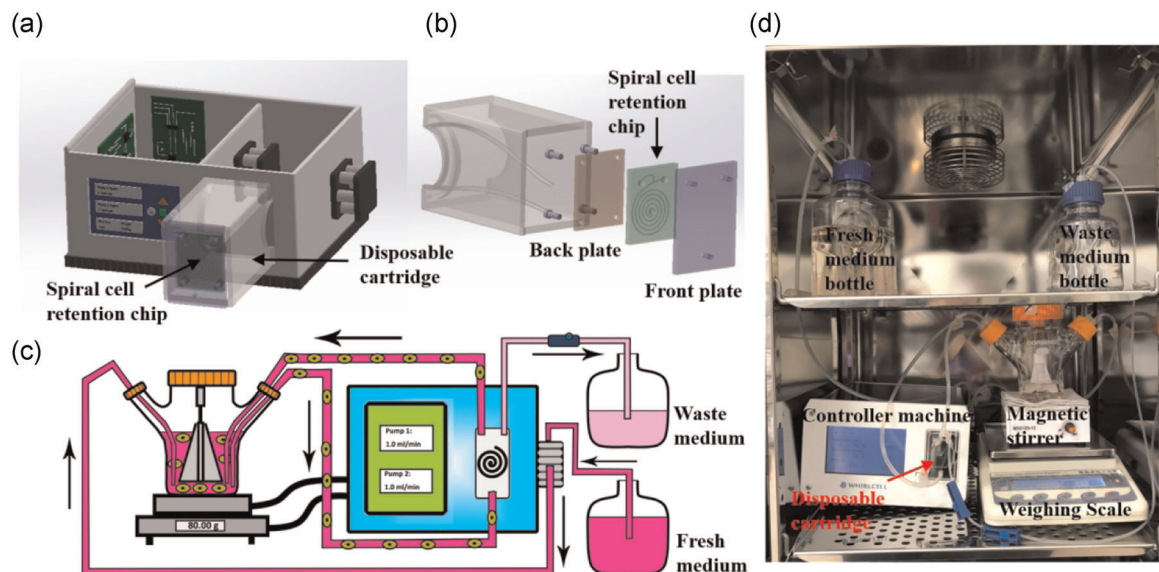 (a)
Spiral cell
retention chip
Disposable
cartridge
(b)
Spiral cell
retention
chip
Back plate
Front plate
(c)
Pump 1:
1.0 ml/min
Pump 2:
1.0 ml/min
80.00 g
Waste
medium
Fresh
medium
(d)
Fresh
medium
bottle
Waste
medium
bottle
Controller machine
Magnetic
stirrer
WHIRLCELL
Disposable
cartridge
Weighing Scale